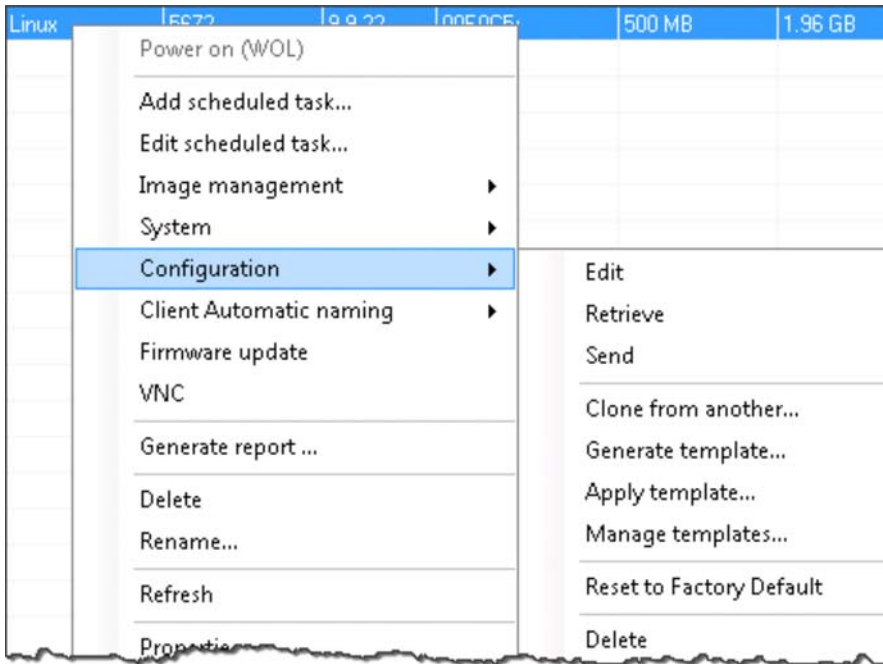 Linux 500 MB 1.96 GB
Power on (WOL)
Add scheduled task...
Edit scheduled task...
Image management
System
Configuration
Client Automatic naming
Firmware update
VNC
Generate report ...
Delete
Rename...
Refresh
Edit
Retrieve
Send
Clone from another...
Generate template...
Apply template...
Manage templates...
Reset to Factory Default
Delete